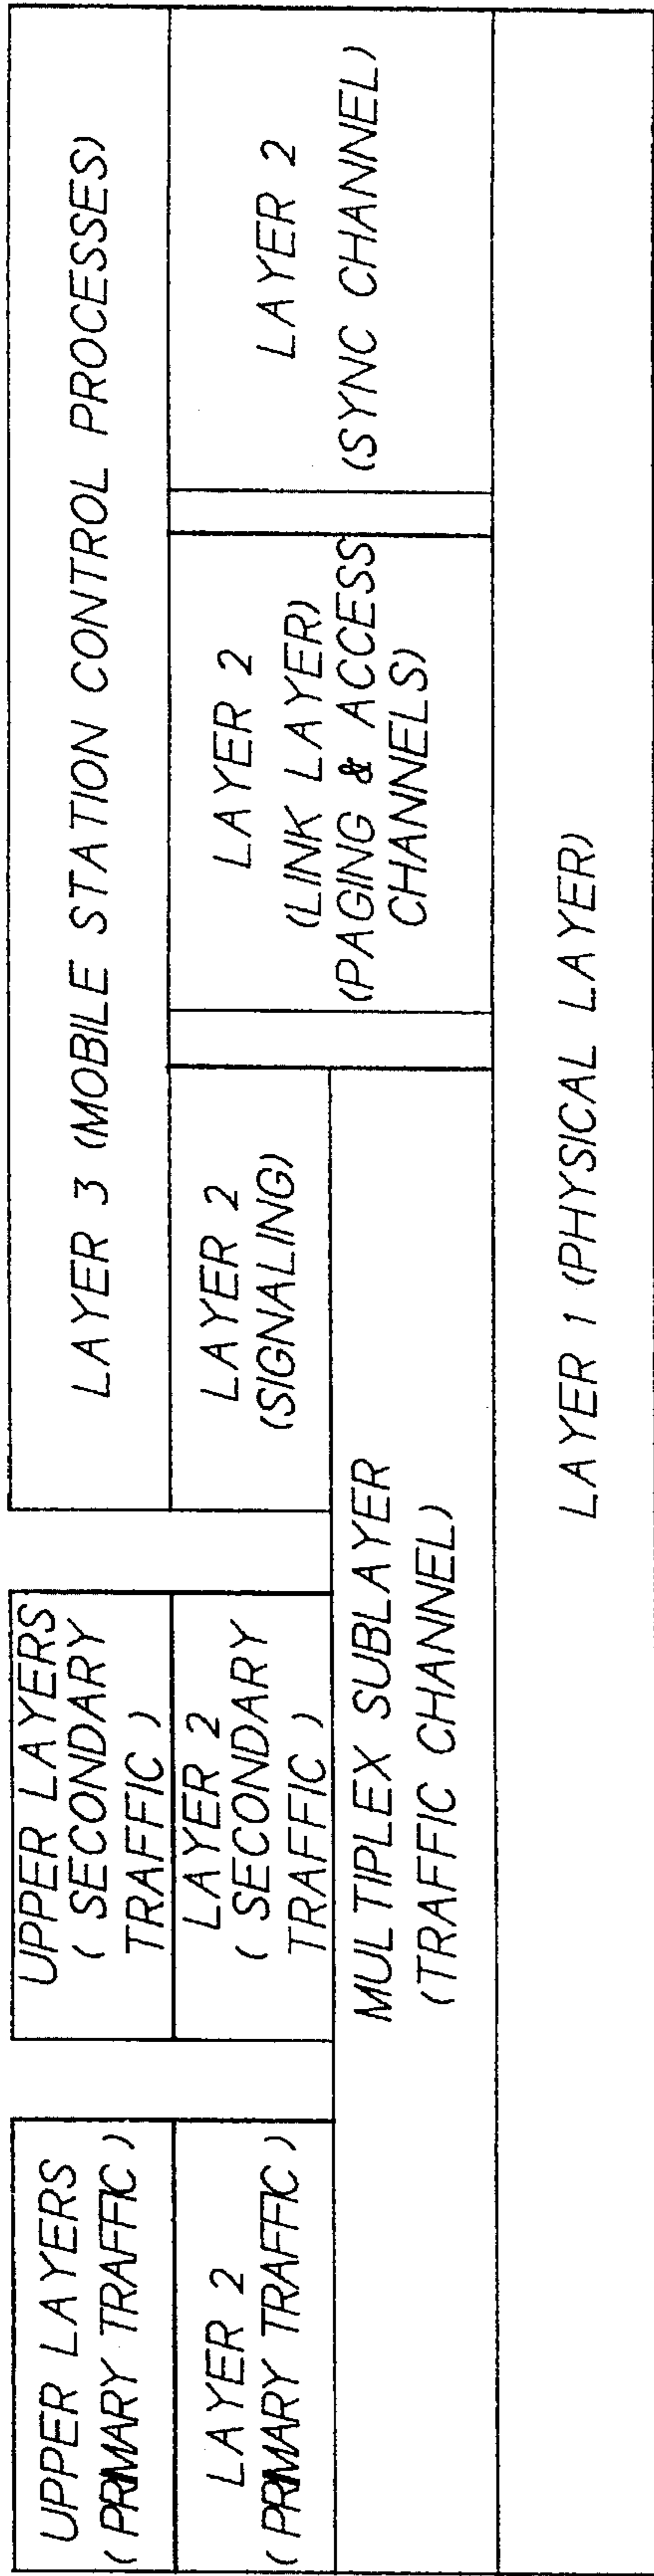 UPPER LAYERS
( PRIMARY TRAFFIC )
UPPER LAYERS
( SECONDARY
TRAFFIC )
LAYER 3 (MOBILE STATION CONTROL PROCESSES)
LAYER 2
( PRIMARY TRAFFIC )
LAYER 2
( SECONDARY
TRAFFIC )
LAYER 2
(SIGNALING)
LAYER 2
(LINK LAYER)
(PAGING & ACCESS
CHANNELS)
LAYER 2
(SYNC CHANNEL)
MULTIPLEX SUBLAYER
(TRAFFIC CHANNEL)
LAYER 1 (PHYSICAL LAYER)